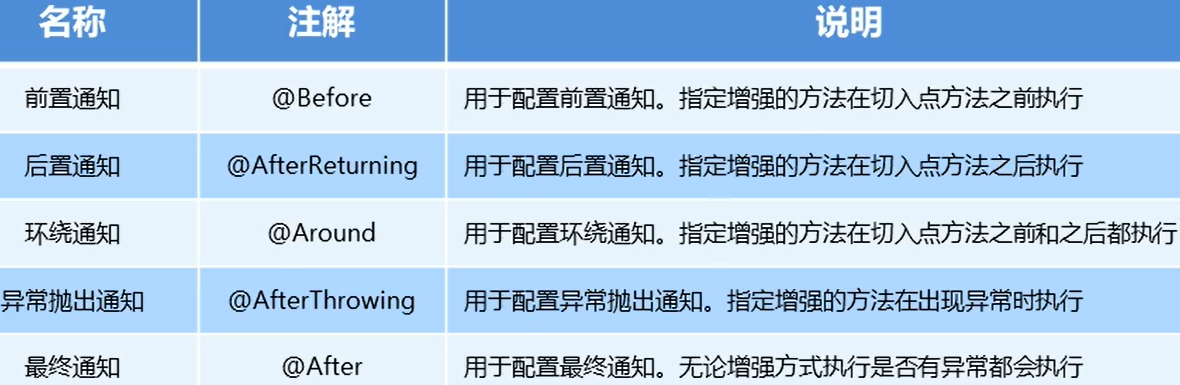 名称 注解 说明
前置通知 @Before 用于配置前置通知。指定增强的方法在切入点方法之前执行
后置通知 @AfterReturning 用于配置后置通知。指定增强的方法在切入点方法之后执行
环绕通知 @Around 用于配置环绕通知。指定增强的方法在切入点方法之前和之后都执行
异常抛出通知 @AfterThrowing 用于配置异常抛出通知。指定增强的方法在出现异常时执行
最终通知 @After 用于配置最终通知。无论增强方式执行是否有异常都会执行